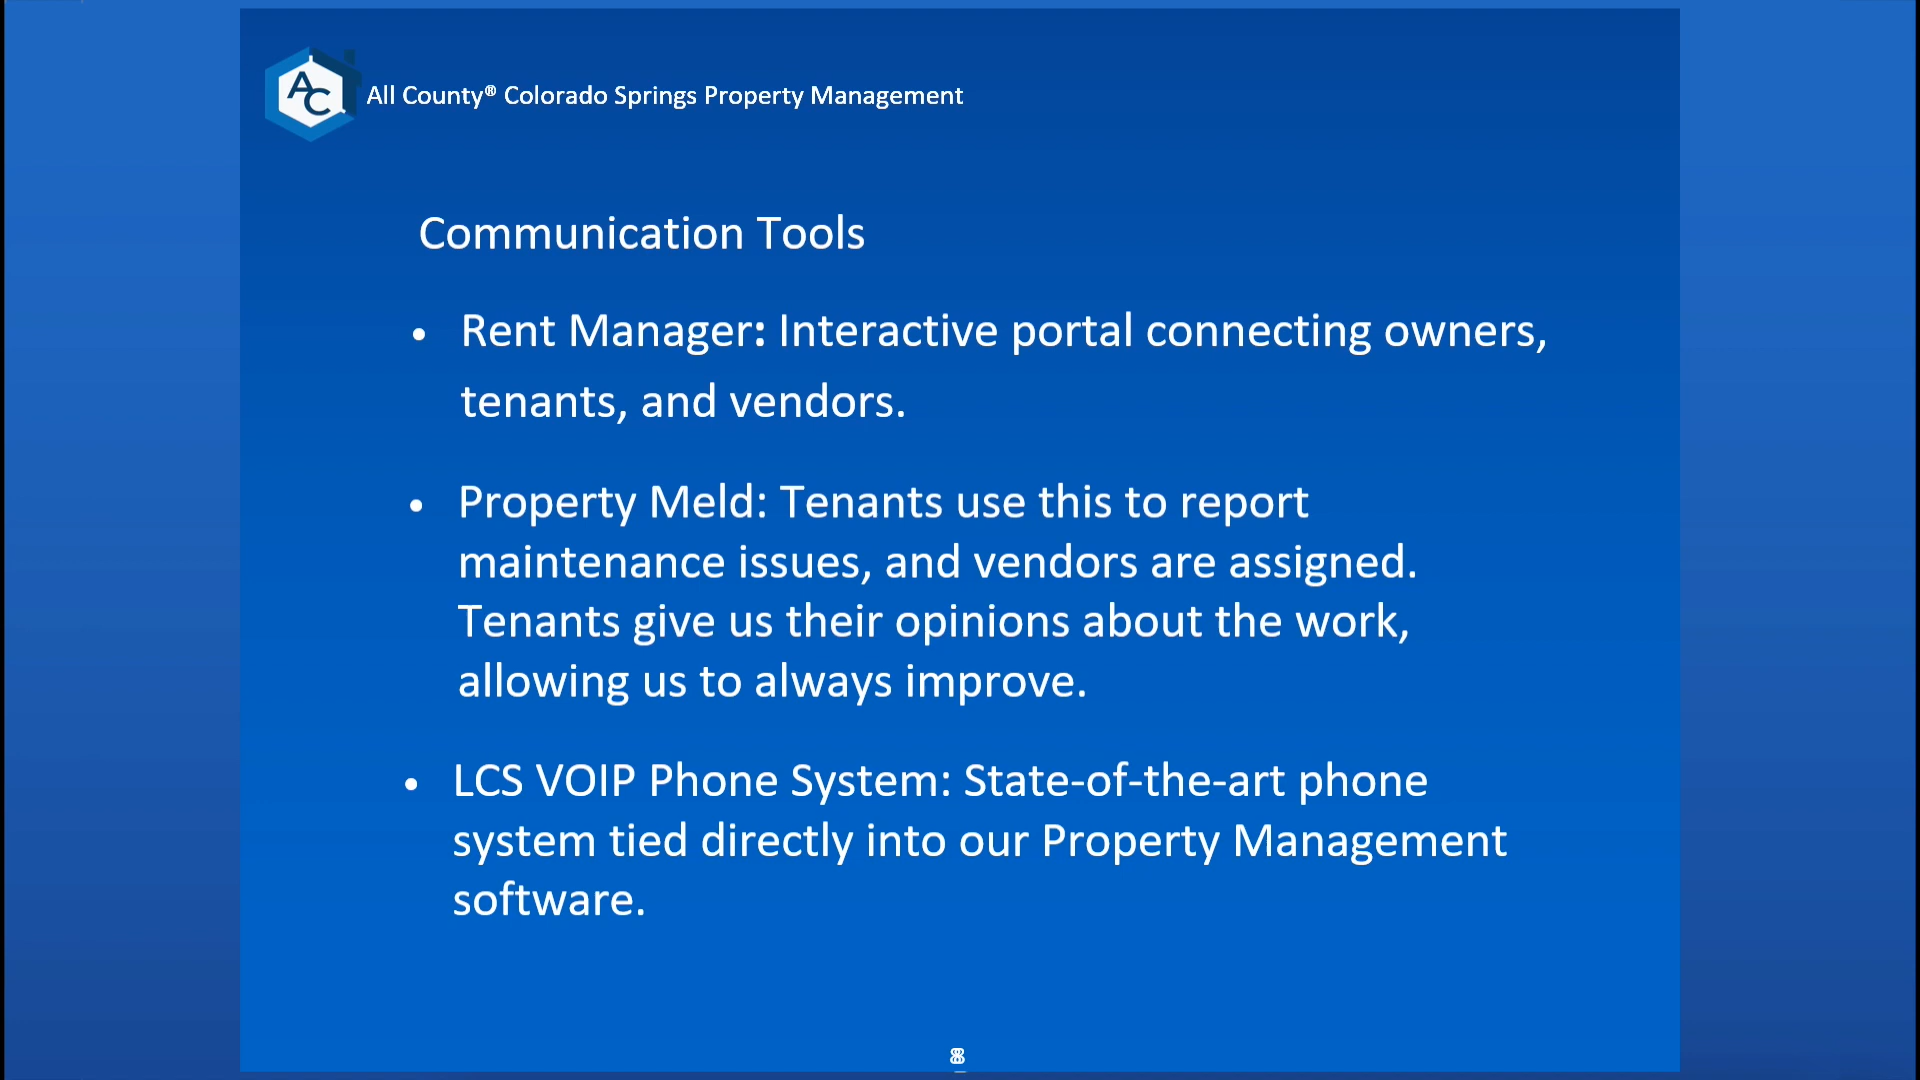 AC
All County® Colorado Springs Property Management
Communication Tools
• Rent Manager: Interactive portal connecting owners,
tenants, and vendors.
• Property Meld: Tenants use this to report
maintenance issues, and vendors are assigned.
Tenants give us their opinions about the work,
allowing us to always improve.
• LCS VOIP Phone System: State-of-the-art phone
system tied directly into our Property Management
software.
8